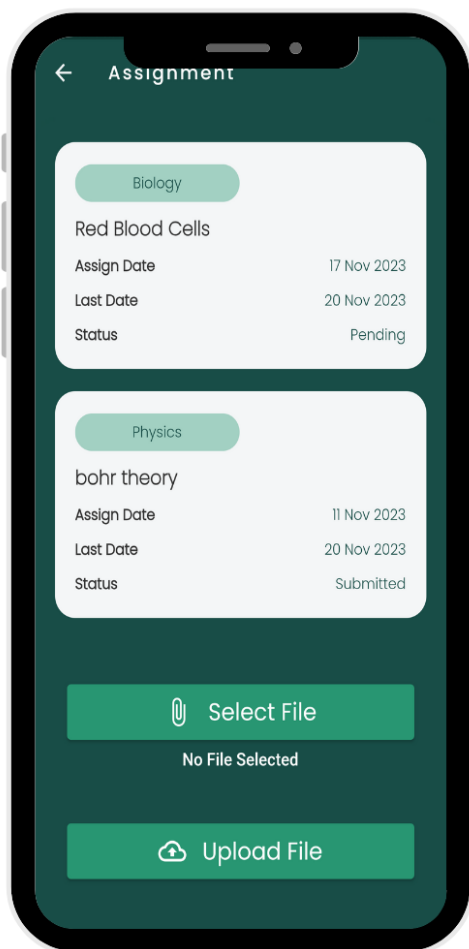 Assignment
Biology
Red Blood Cells
Assign Date 17 Nov 2023
Last Date 20 Nov 2023
Status Pending
Physics
bohr theory
Assign Date 11 Nov 2023
Last Date 20 Nov 2023
Status Submitted
Select File
No File Selected
Upload File